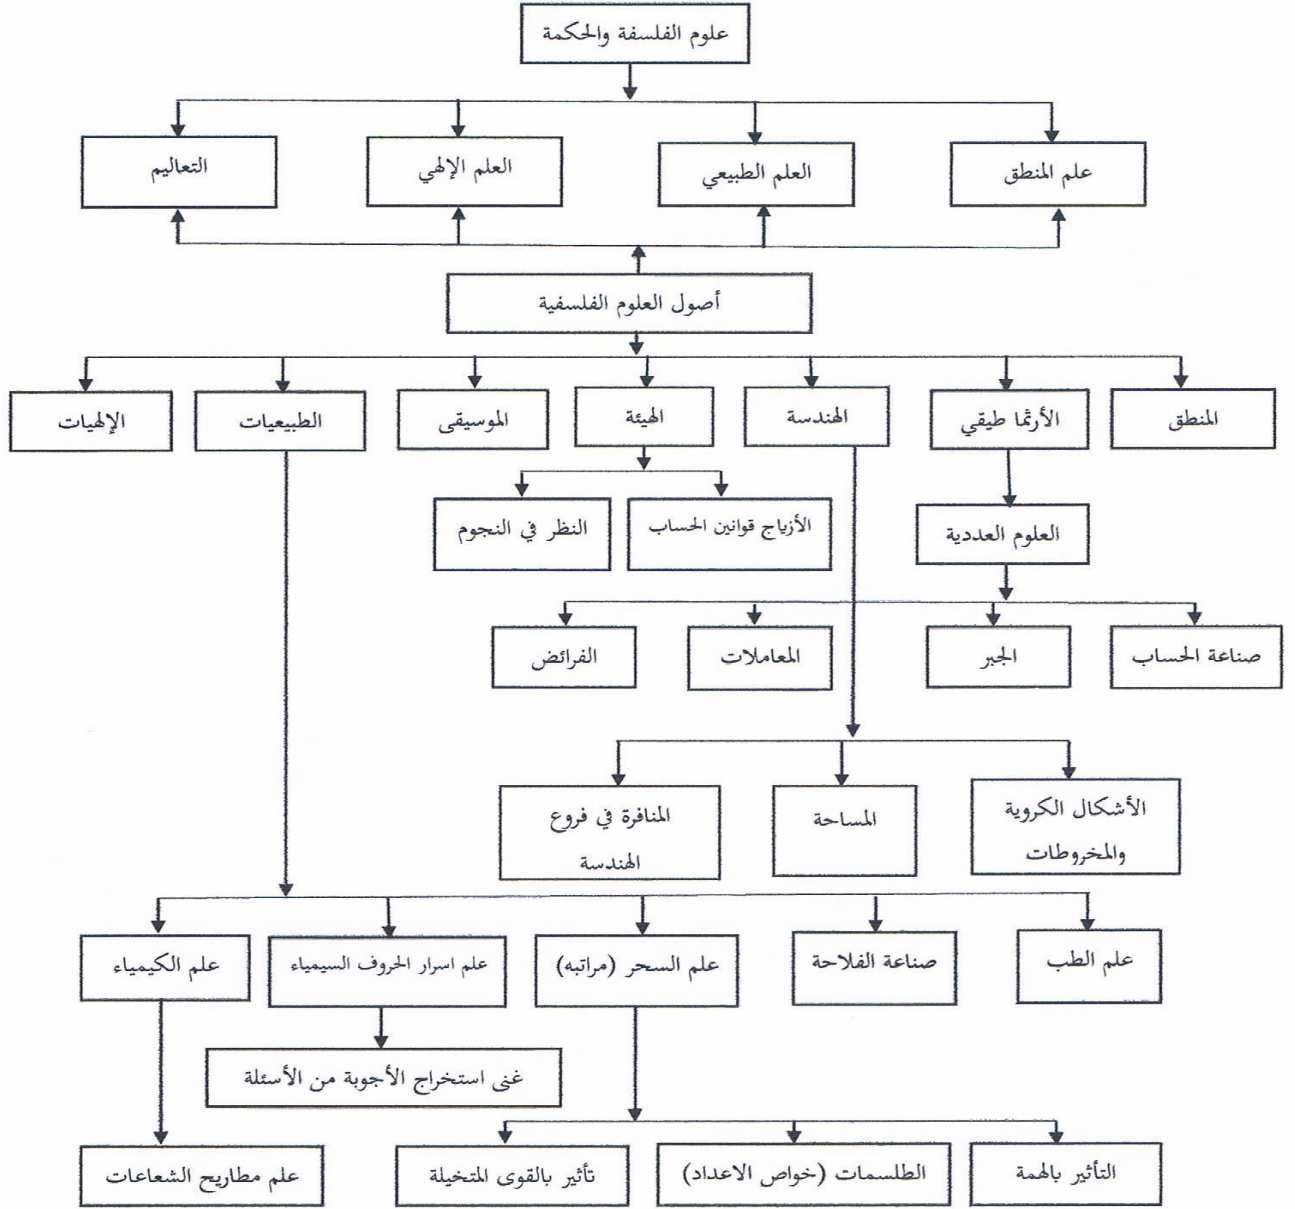 علوم الفلسفة والحكمة
علم المنطق
العلم الطبيعي
العلم الإلهي
التعاليم
أصول العلوم الفلسفية
المنطق
الأرثما طيقي
الهندسة
الهيئة
الموسيقى
الطبيعيات
الإلهيات
العلوم العددية
الأزياج قوانين الحساب
النظر في النجوم
صناعة الحساب
الجبر
المعاملات
الفرائض
الأشكال الكروية
والمخروطات
المساحة
المنافرة في فروع
الهندسة
علم الطب
صناعة الفلاحة
علم السحر (مراتبه)
علم اسرار الحروف السيمياء
علم الكيمياء
غنى استخراج الأجوبة من الأسئلة
التأثير بالهمة
الطلسمات (خواص الاعداد)
تأثير بالقوى المتخيلة
علم مطاريح الشعاعات